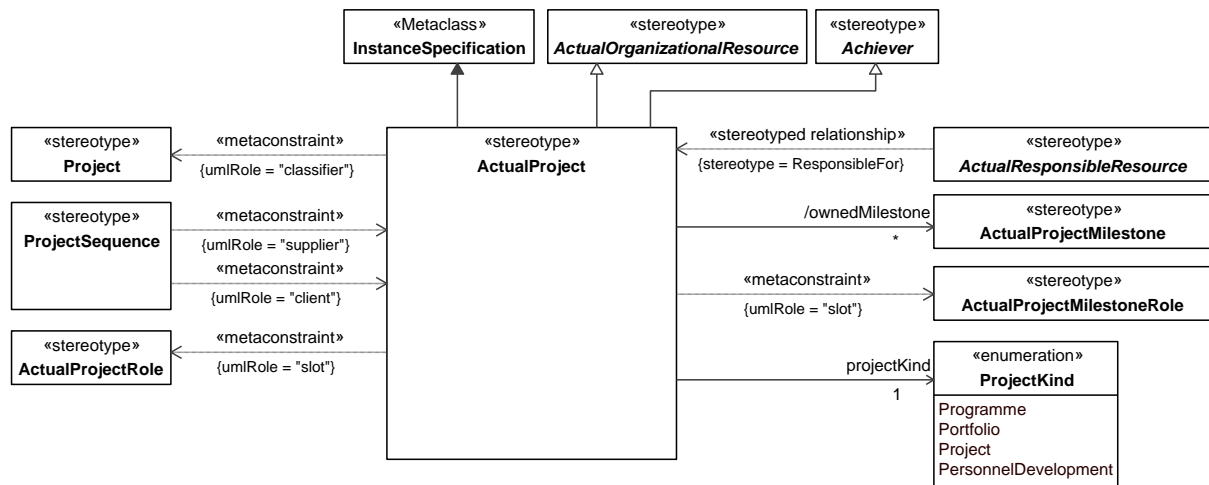 «Metaclass»
InstanceSpecification
«stereotype»
ActualOrganizationalResource
«stereotype»
Achiever
«stereotype»
Project
«metaconstraint»
{umlRole = "classifier"}
«stereotype»
ActualProject
«stereotyped relationship»
{stereotype = ResponsibleFor}
«stereotype»
ActualResponsibleResource
«stereotype»
ProjectSequence
«metaconstraint»
{umlRole = "supplier"}
«metaconstraint»
{umlRole = "client"}
/ownedMilestone
*
«stereotype»
ActualProjectMilestone
«metaconstraint»
{umlRole = "slot"}
«stereotype»
ActualProjectMilestoneRole
«stereotype»
ActualProjectRole
«metaconstraint»
{umlRole = "slot"}
projectKind
1
«enumeration»
ProjectKind
Programme
Portfolio
Project
PersonnelDevelopment